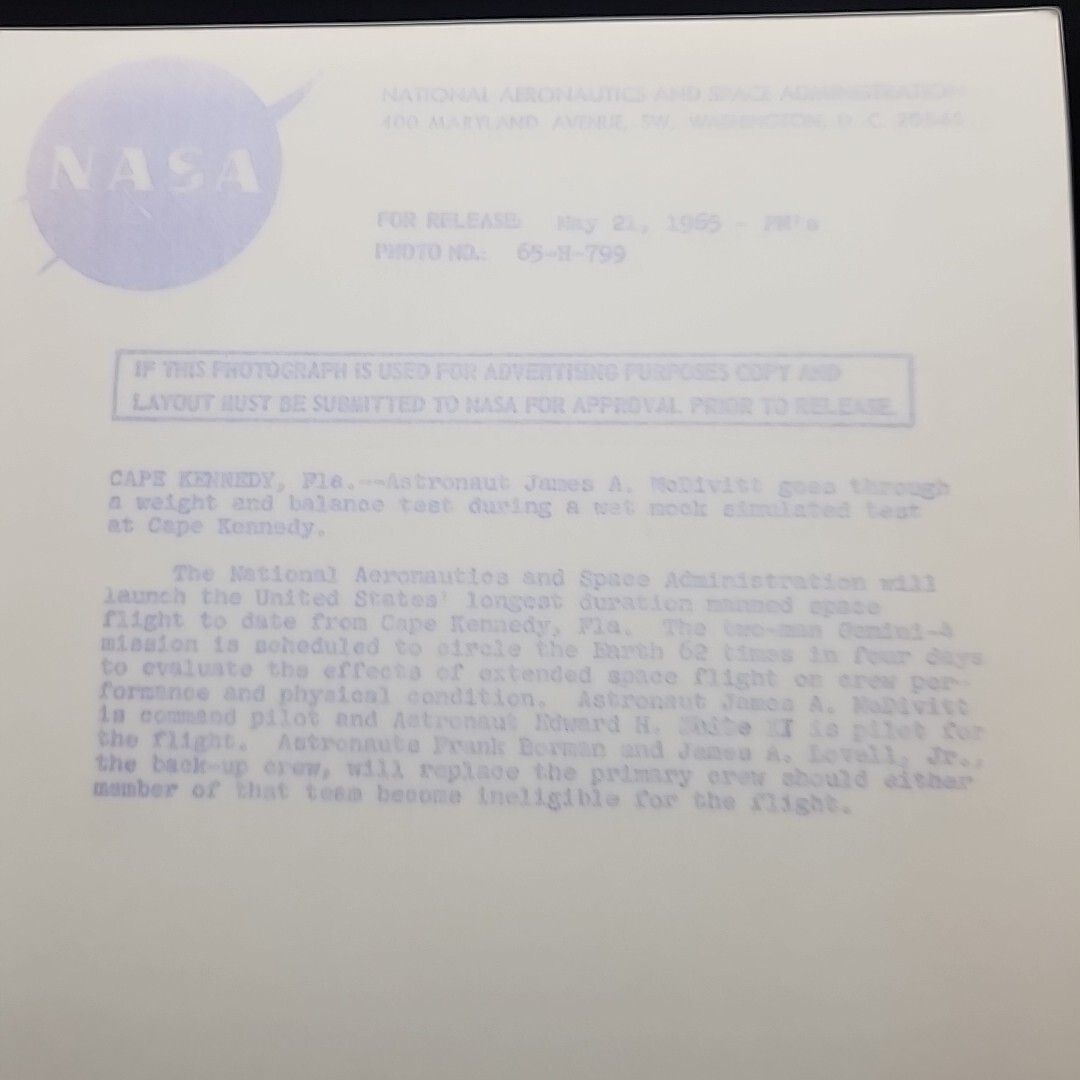 NASA
NATIONAL AERONAUTICS AND SPACE ADMINISTRATION
400 MARYLAND AVENUE, SW, WASHINGTON, D. C. 20546
FOR RELEASE: May 21, 1965 - PM's
PHOTO NO.: 65-H-799
IF THIS PHOTOGRAPH IS USED FOR ADVERTISING PURPOSES COPY AND
LAYOUT MUST BE SUBMITTED TO NASA FOR APPROVAL PRIOR TO RELEASE.
CAPE KENNEDY, Fla.--Astronaut James A. McDivitt goes through
a weight and balance test during a wet mock simulated test
at Cape Kennedy.
The National Aeronautics and Space Administration will
launch the United States' longest duration manned space
flight to date from Cape Kennedy, Fla. The two-man Gemini-4
mission is scheduled to circle the Earth 62 times in four days
to evaluate the effects of extended space flight on crew per-
formance and physical condition. Astronaut James A. McDivitt
is command pilot and Astronaut Edward H. White II is pilot for
the flight. Astronauts Frank Borman and James A. Lovell, Jr.,
the back-up crew, will replace the primary crew should either
member of that team become ineligible for the flight.